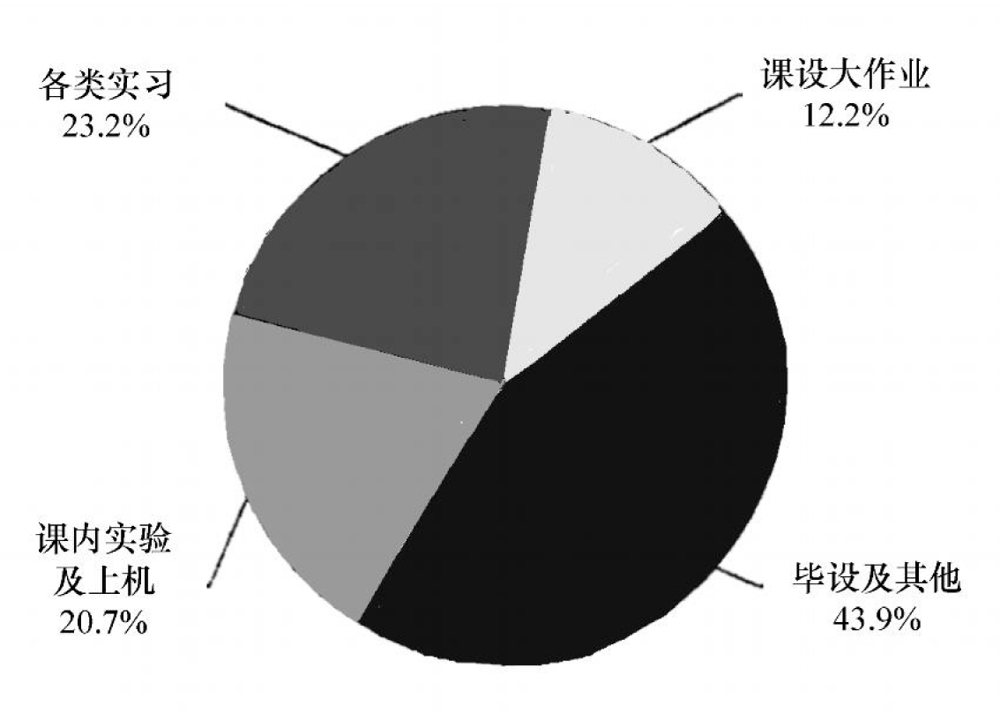 各类实习
23.2%
课设大作业
12.2%
课内实验
及上机
20.7%
毕设及其他
43.9%